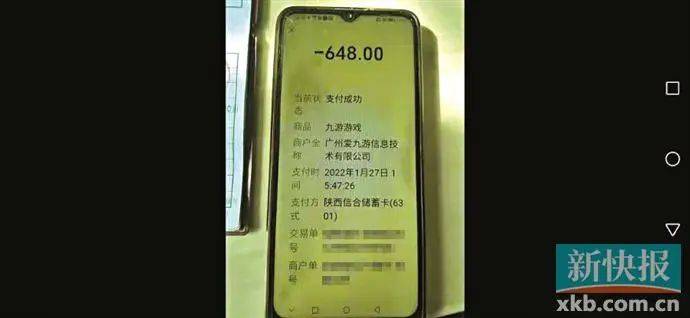 -648.00
当前状 支付成功
态
商品 九游游戏
商户全 广州爱九游信息技
称 术有限公司
支付时 2022年1月27日 1
间 5:47:26
支付方 陕西信合储蓄卡(63
式 01)
交易单
号
商户单
号
新快报
xkb.com.cn